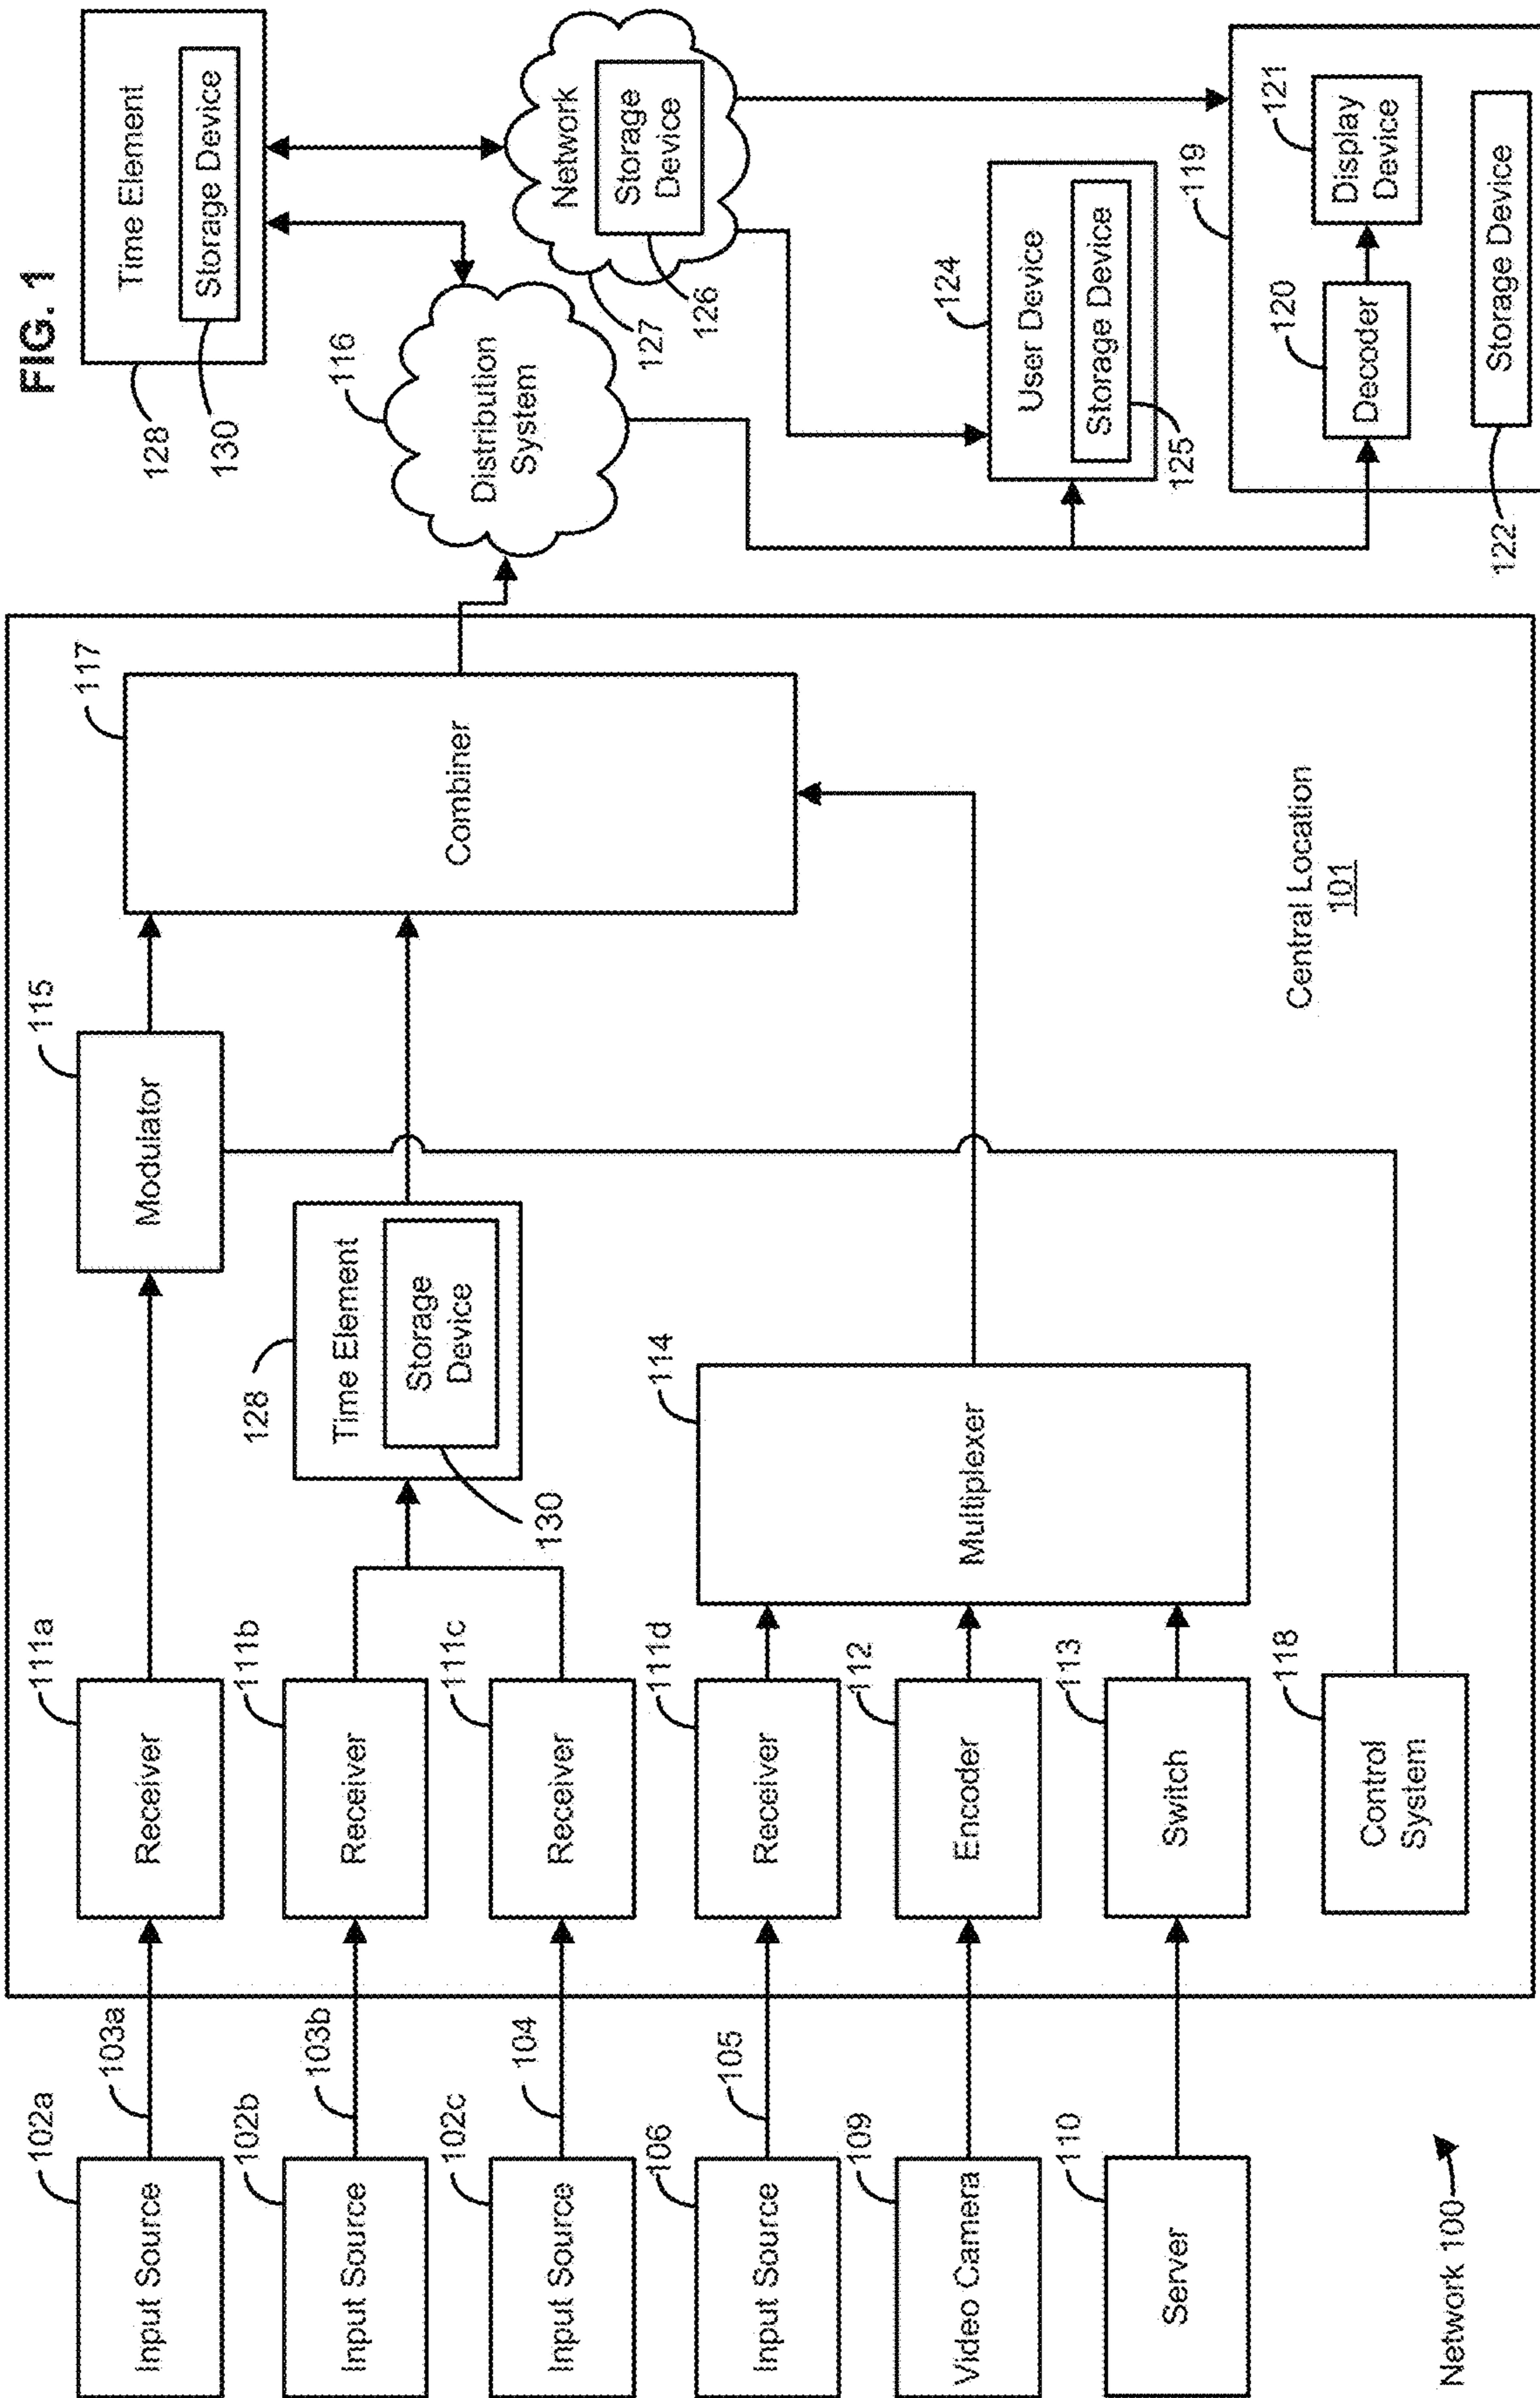 FIG. 1
102a
Input Source
103a
111a
Receiver
115
Modulator
117
Combiner
102b
Input Source
103b
111b
Receiver
128
Time Element
Storage
Device
130
102c
Input Source
104
111c
Receiver
106
Input Source
105
111d
Receiver
114
Multiplexer
109
Video Camera
112
Encoder
110
Server
113
Switch
118
Control
System
Central Location
101
Network 100
128
Time Element
Storage Device
130
116
Distribution
System
Network
Storage
Device
127
126
124
User Device
Storage Device
125
119
120
Decoder
121
Display
Device
122
Storage Device